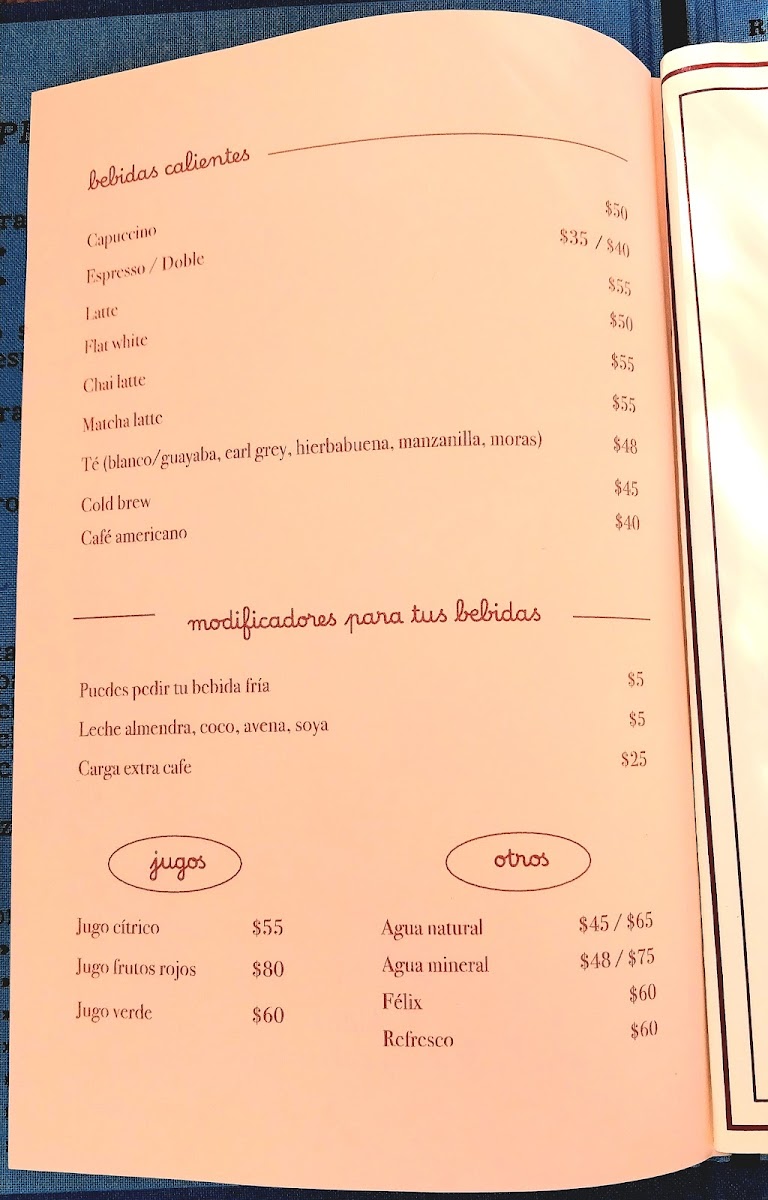 bebidas calientes
Capuccino $50
Espresso / Doble $35 / $40
Latte $55
Flat white $50
Chai latte $55
Matcha latte $55
Té (blanco/guayaba, earl grey, hierbabuena, manzanilla, moras) $48
Cold brew $45
Café americano $40
modificadores para tus bebidas
Puedes pedir tu bebida fría $5
Leche almendra, coco, avena, soya $5
Carga extra cafe $25
jugos
Jugo cítrico $55
Jugo frutos rojos $80
Jugo verde $60
otros
Agua natural $45 / $65
Agua mineral $48 / $75
Félix $60
Refresco $60